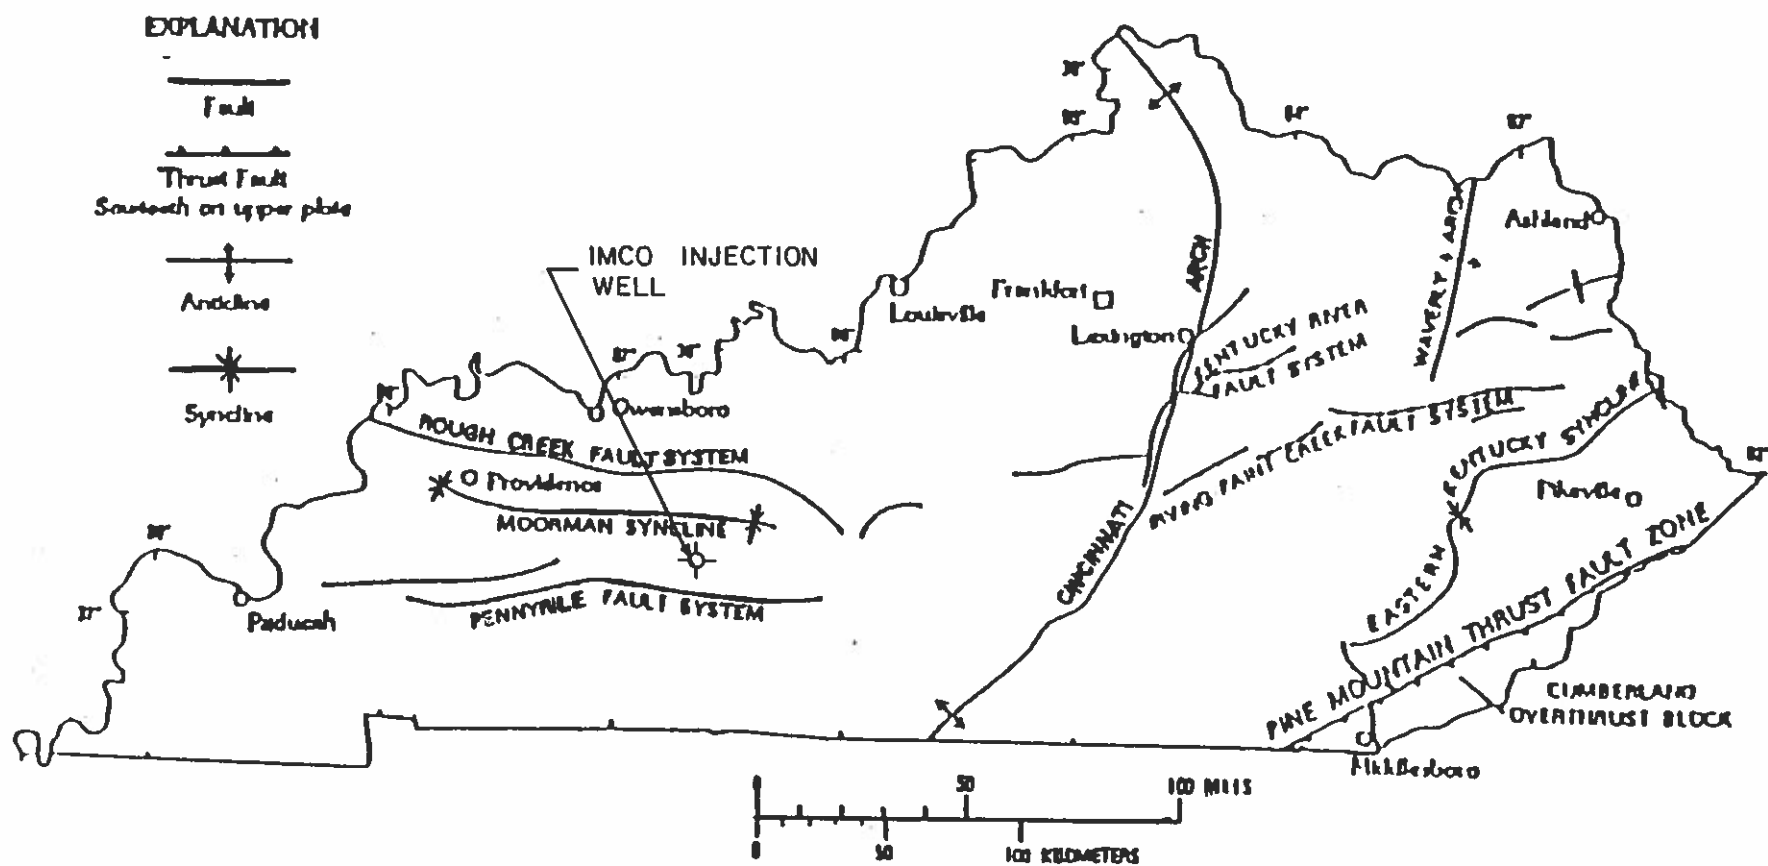 EXPLANATION
Fault
Thrust Fault
Sawteeth on upper plate
Anticline
Syncline
IMCO INJECTION
WELL
Louisville
Frankfort
Lexington
Ashland
ARCH
CINCINNATI
KENTUCKY RIVER
FAULT SYSTEM
WAVERLY ARCH
Owensboro
ROUGH CREEK FAULT SYSTEM
Providence
MOORMAN SYNCLINE
PENNYRILE FAULT SYSTEM
Paducah
FAULT SYSTEM
EASTERN KENTUCKY SYNCLINE
Pikeville
PINE MOUNTAIN THRUST FAULT ZONE
CUMBERLAND
OVERTHRUST BLOCK
Middlesboro
0 50 100 MILES
0 50 100 KILOMETERS